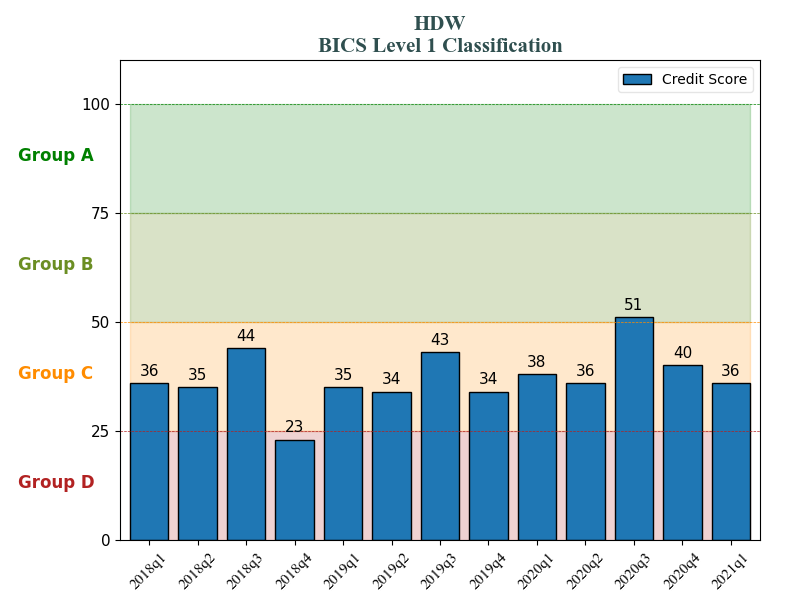 HDW
BICS Level 1 Classification
Credit Score
100
Group A
75
Group B
50
Group C
25
Group D
0
36
35
44
23
35
34
43
34
38
36
51
40
36
2018q1
2018q2
2018q3
2018q4
2019q1
2019q2
2019q3
2019q4
2020q1
2020q2
2020q3
2020q4
2021q1